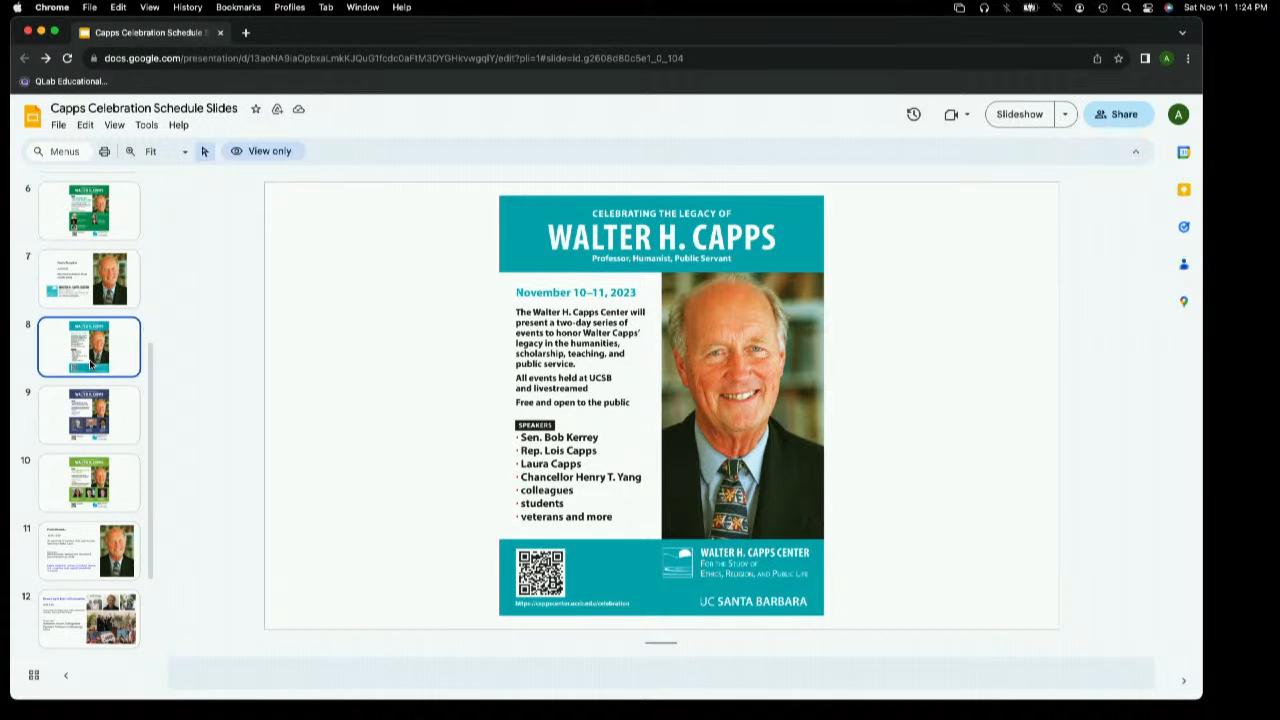 Chrome File Edit View History Bookmarks Profiles Tab Window Help Sat Nov 11 1:24 PM
Capps Celebration Schedule S
QLab Educational...
Capps Celebration Schedule Slides
File Edit View Tools Help
Slideshow
Share
A
Menus
Fit
View only
6
7
8
9
10
11
12
CELEBRATING THE LEGACY OF
WALTER H. CAPPS
Professor, Humanist, Public Servant
November 10–11, 2023
The Walter H. Capps Center will
present a two-day series of
events to honor Walter Capps'
legacy in the humanities,
scholarship, teaching, and
public service.
All events held at UCSB
and livestreamed
Free and open to the public
SPEAKERS
· Sen. Bob Kerrey
· Rep. Lois Capps
· Laura Capps
· Chancellor Henry T. Yang
· colleagues
· students
· veterans and more
https://cappscenter.ucsb.edu/celebration
WALTER H. CAPPS CENTER
FOR THE STUDY OF
ETHICS, RELIGION, AND PUBLIC LIFE
UC SANTA BARBARA